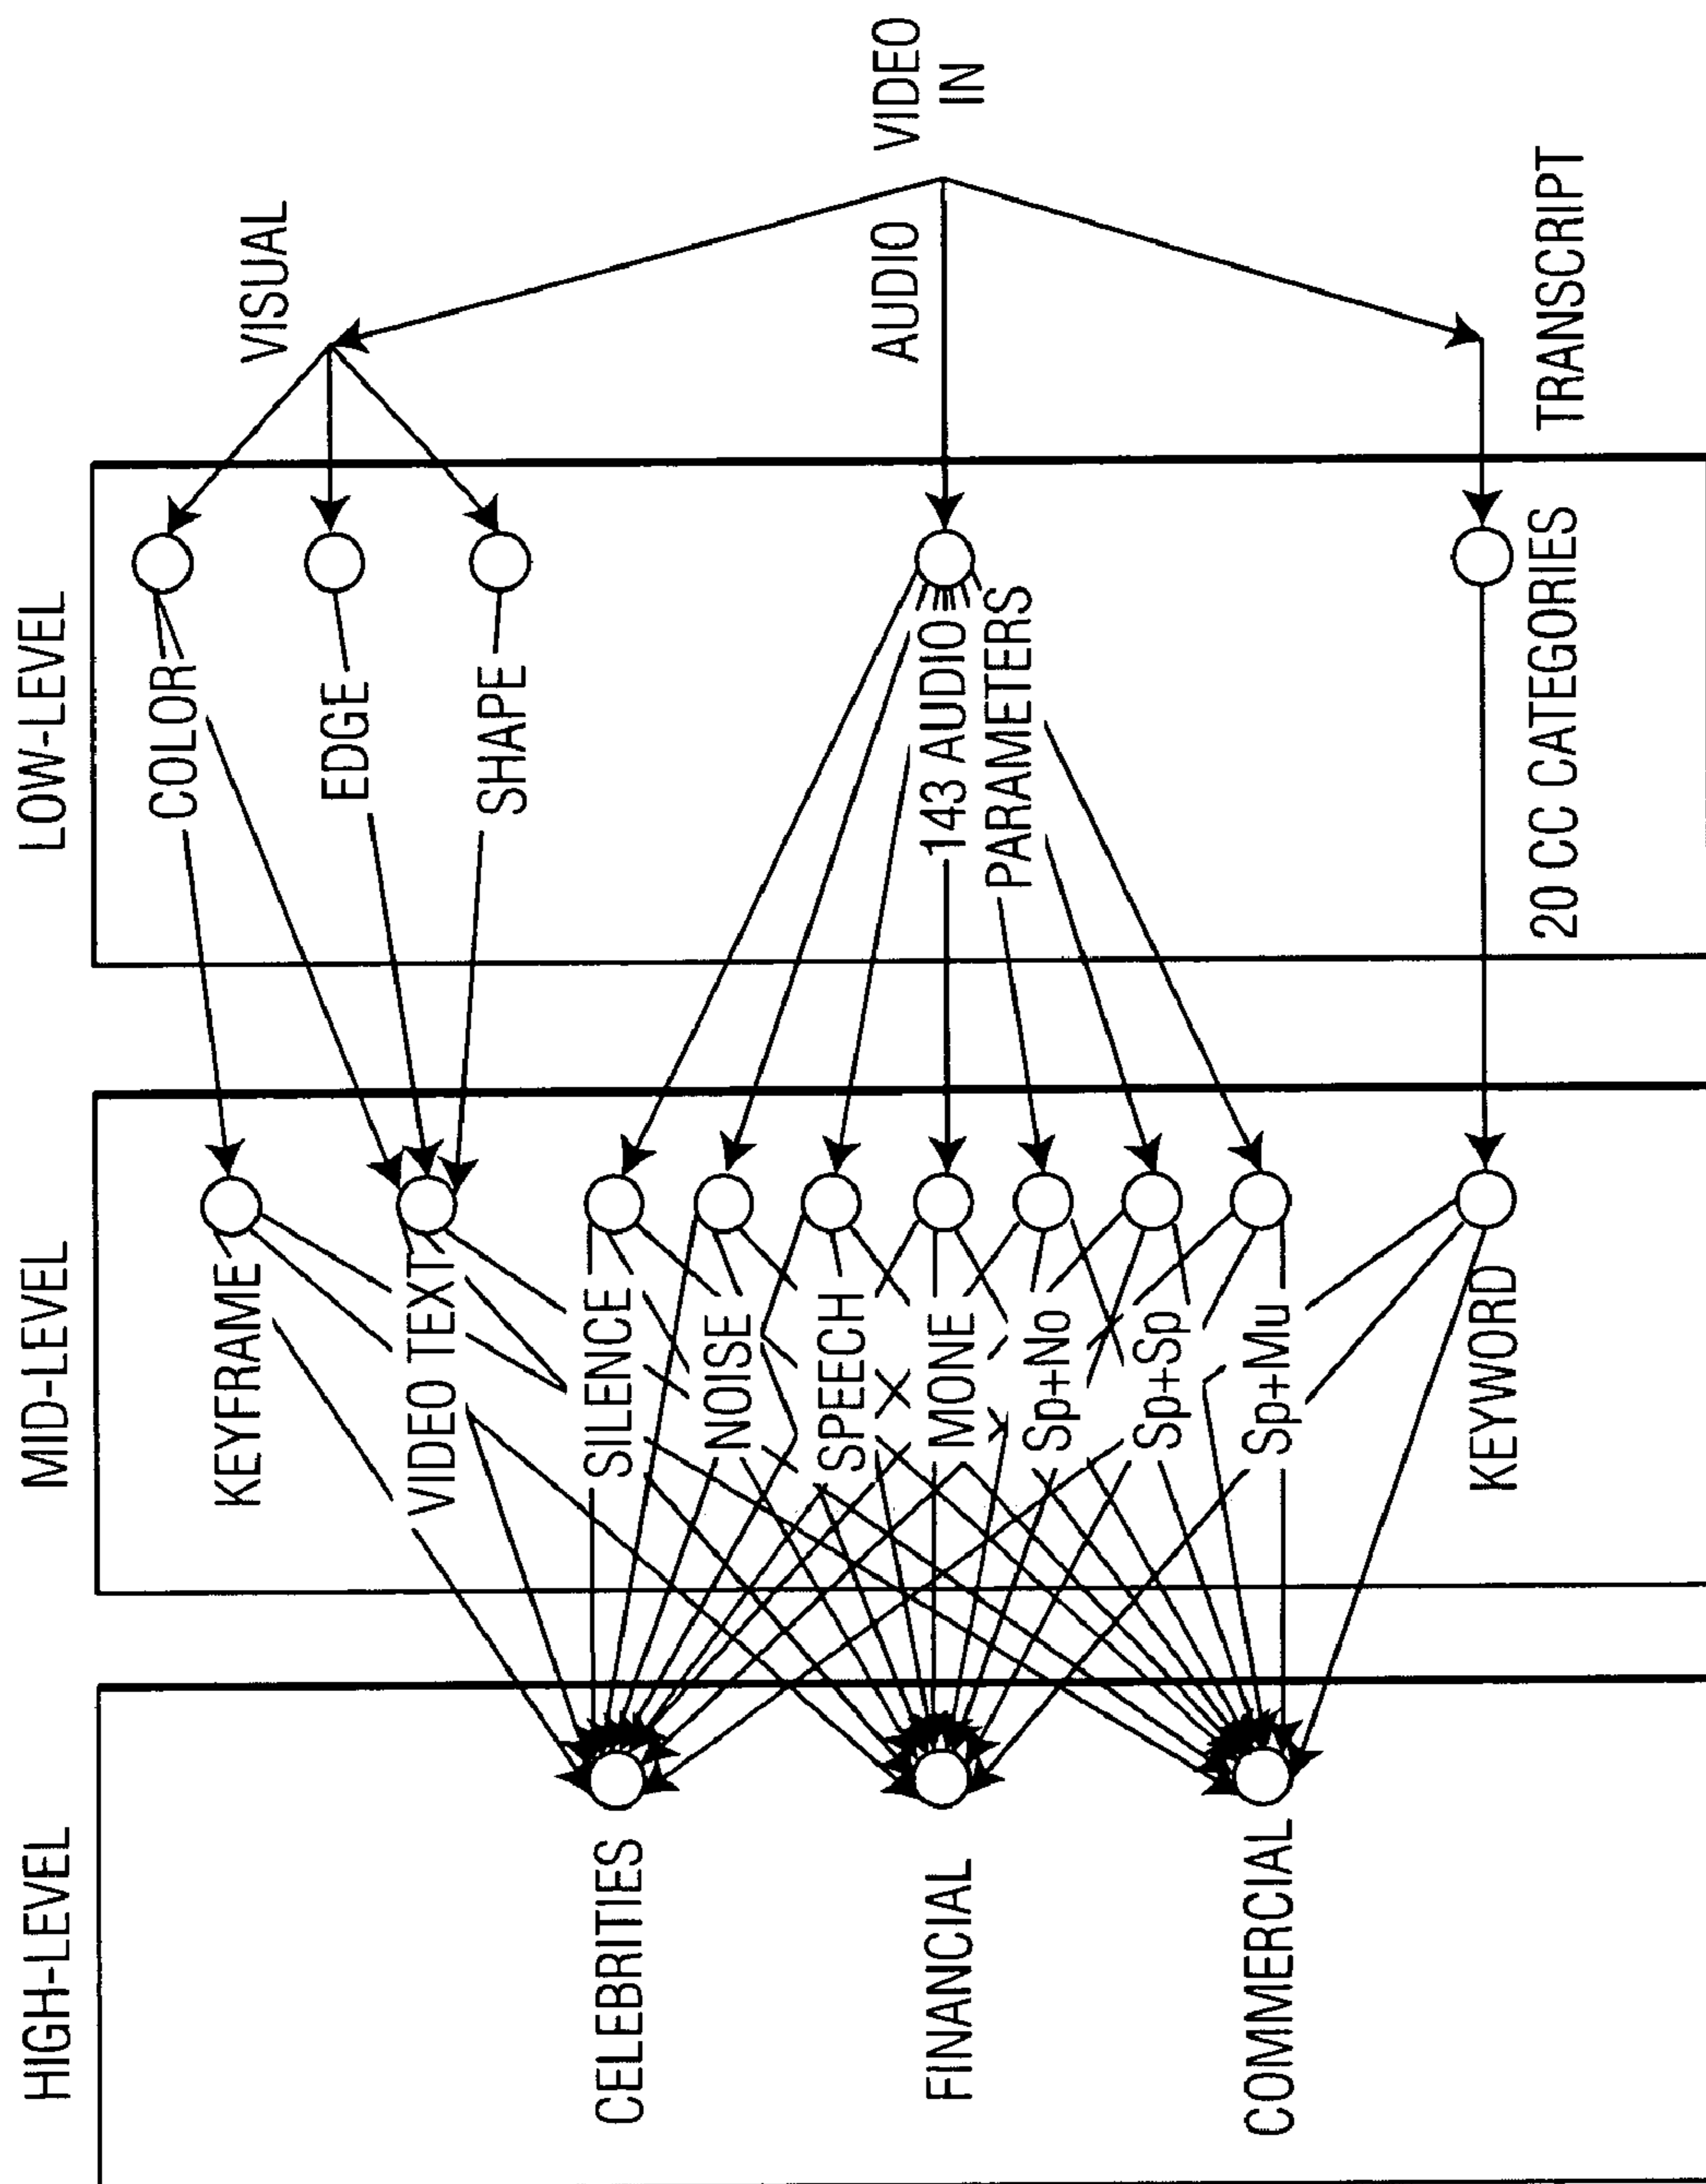 HIGH-LEVEL
MID-LEVEL
LOW-LEVEL
CELEBRITIES
FINANCIAL
COMMERCIAL
KEYFRAME
VIDEO TEXT
SILENCE
NOISE
SPEECH
MONE
Sp+No
Sp+Sp
Sp+Mu
KEYWORD
COLOR
EDGE
SHAPE
143 AUDIO
PARAMETERS
20 CC CATEGORIES
VISUAL
AUDIO
TRANSCRIPT
VIDEO
IN